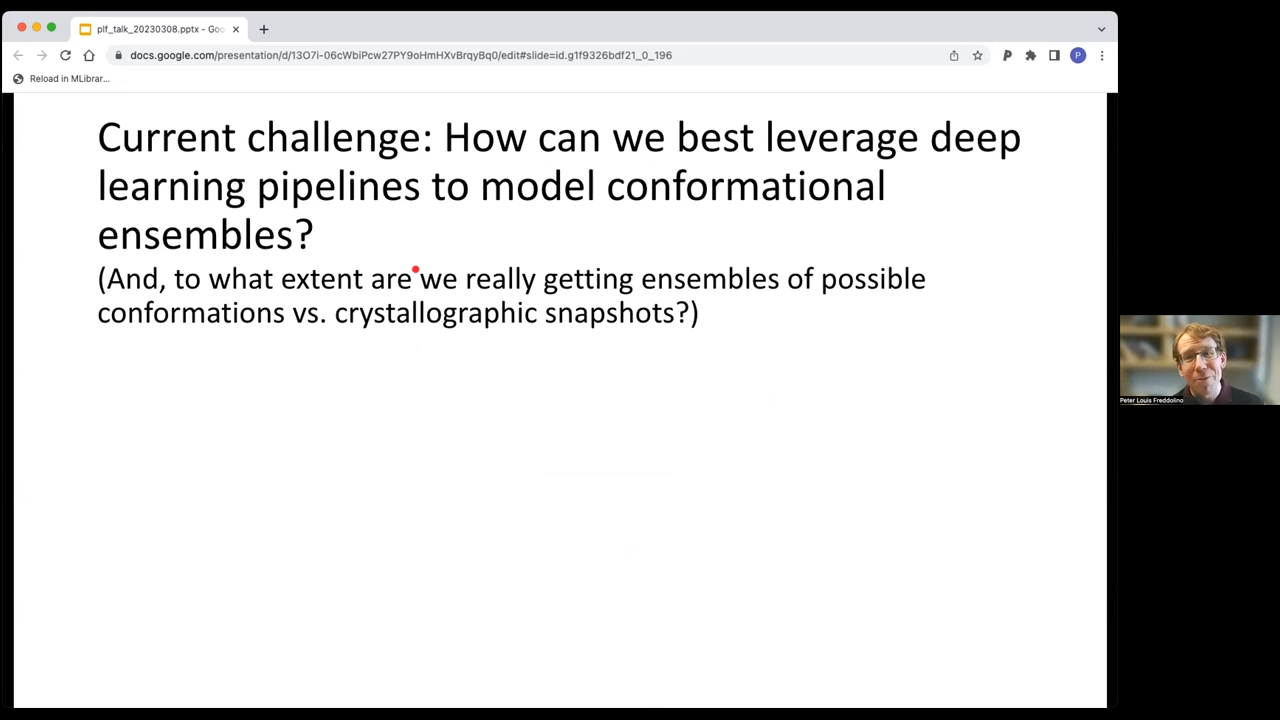 plf_talk_20230308.pptx - Goo
docs.google.com/presentation/d/13O7i-06cWbiPcw27PY9oHmHXvBrqyBq0/edit#slide=id.g1f9326bdf21_0_196
P
P
Reload in MLibrar...
Current challenge: How can we best leverage deep
learning pipelines to model conformational
ensembles?
(And, to what extent are we really getting ensembles of possible
conformations vs. crystallographic snapshots?)
Peter Louis Freddolino